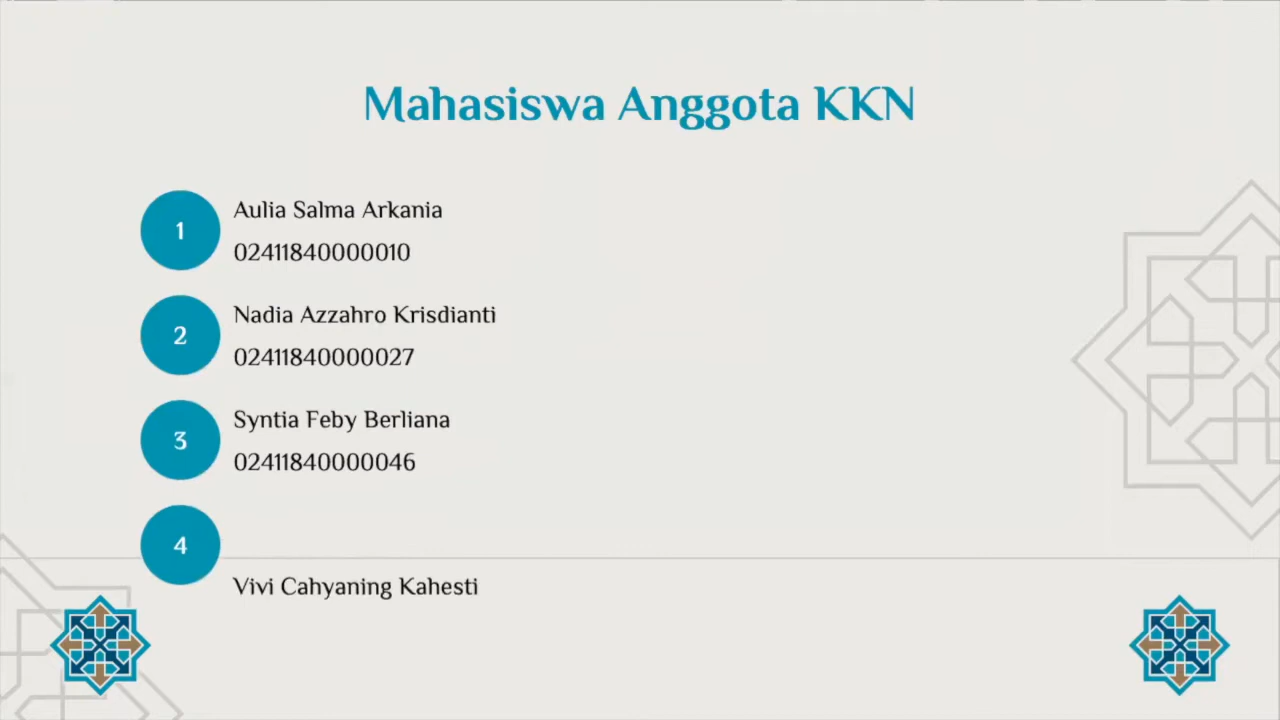 Mahasiswa Anggota KKN
1
Aulia Salma Arkania
02411840000010
2
Nadia Azzahro Krisdianti
02411840000027
3
Syntia Feby Berliana
02411840000046
4
Vivi Cahyaning Kahesti